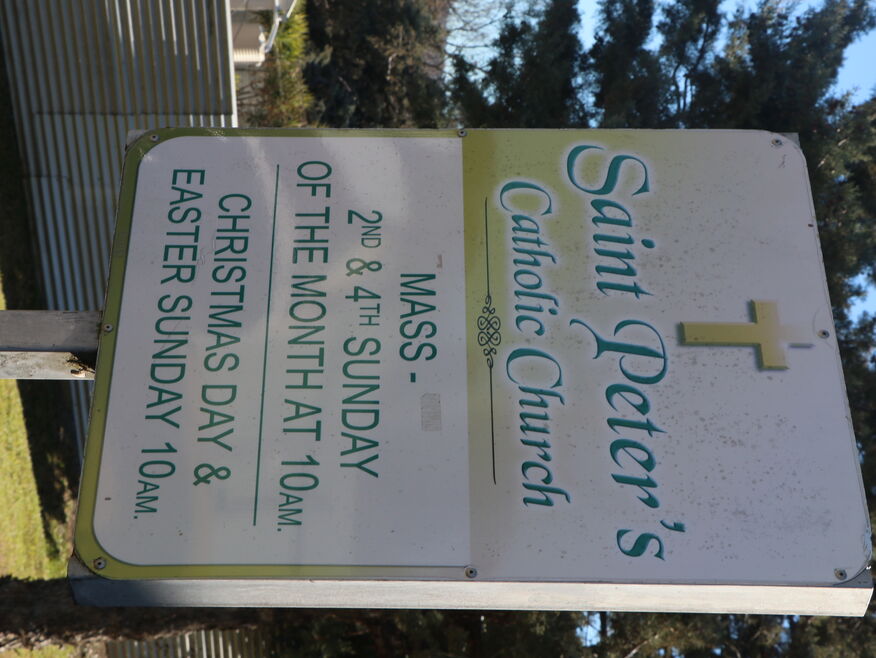 Saint Peter's
Catholic Church
MASS -
2ND & 4TH SUNDAY
OF THE MONTH AT 10AM.
CHRISTMAS DAY &
EASTER SUNDAY 10AM.